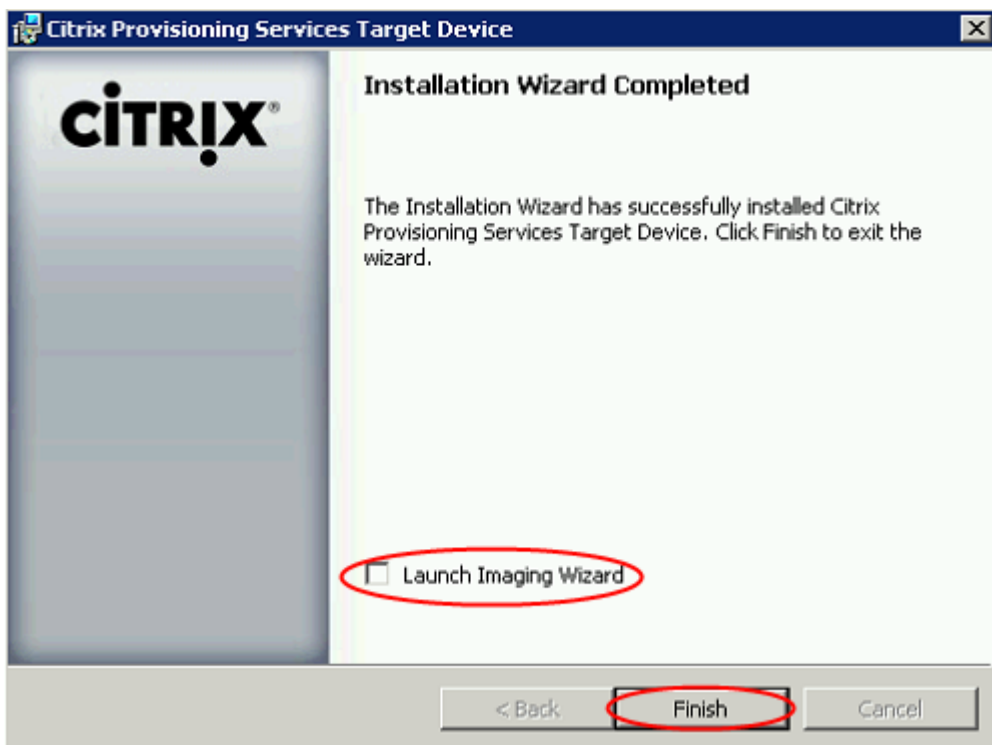 Citrix Provisioning Services Target Device
CITRIX®
Installation Wizard Completed
The Installation Wizard has successfully installed Citrix
Provisioning Services Target Device. Click Finish to exit the
wizard.
Launch Imaging Wizard
< Back
Finish
Cancel